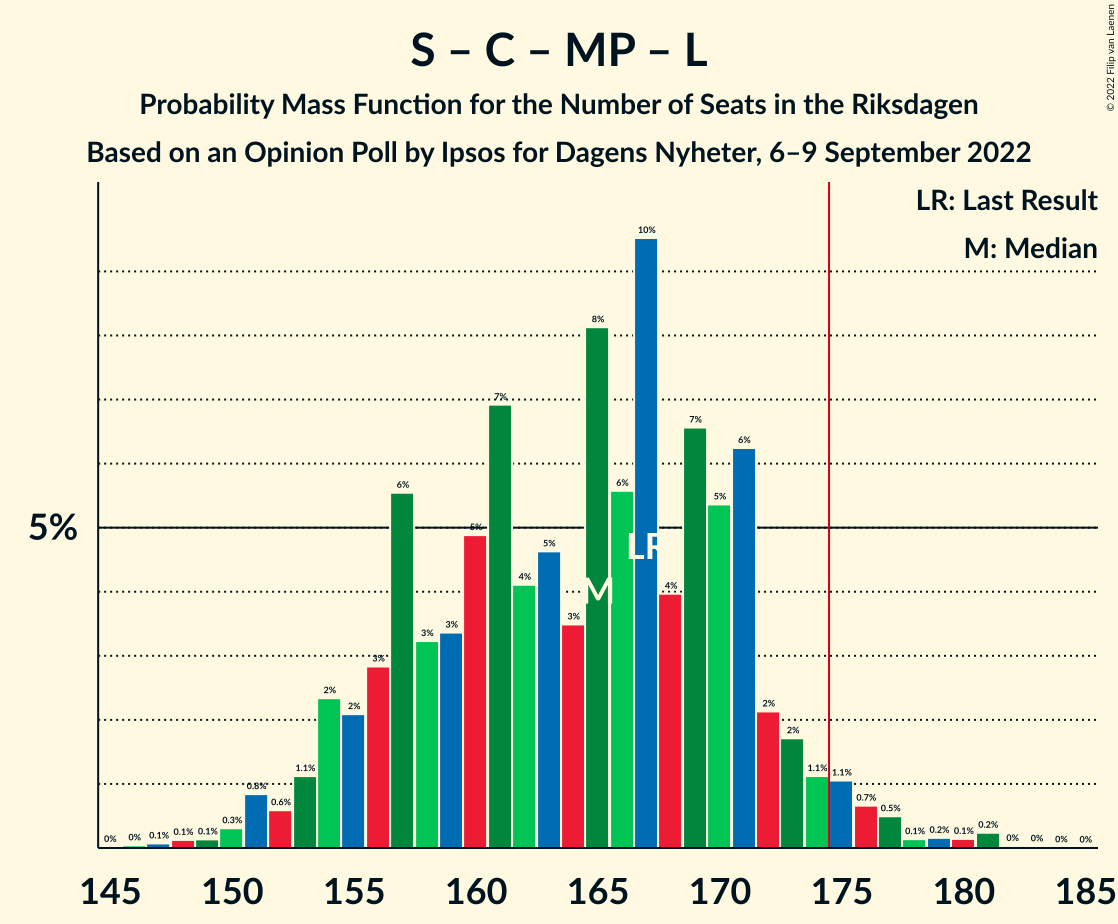 S – C – MP – L
Probability Mass Function for the Number of Seats in the Riksdagen
Based on an Opinion Poll by Ipsos for Dagens Nyheter, 6–9 September 2022
© 2022 Filip van Laenen
LR: Last Result
M: Median
5%
0% 0% 0.1% 0.1% 0.1% 0.3% 0.8% 0.6% 1.1% 2% 2% 3% 6% 3% 3% 5% 7% 4% 5% 3% 8% 6% 10% 4% 7% 5% 6% 2% 2% 1.1% 1.1% 0.7% 0.5% 0.1% 0.2% 0.1% 0.2% 0% 0% 0% 0%
LR
M
145 150 155 160 165 170 175 180 185